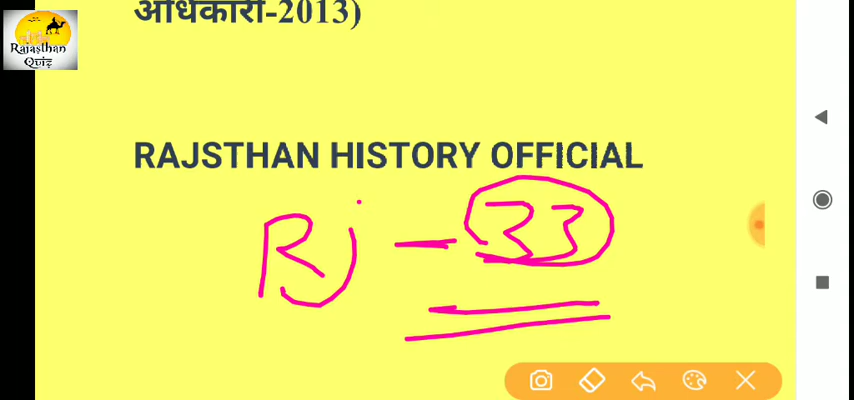 अधिकारी-2013)
Rajasthan
Quiz
RAJSTHAN HISTORY OFFICIAL
Rj - 33